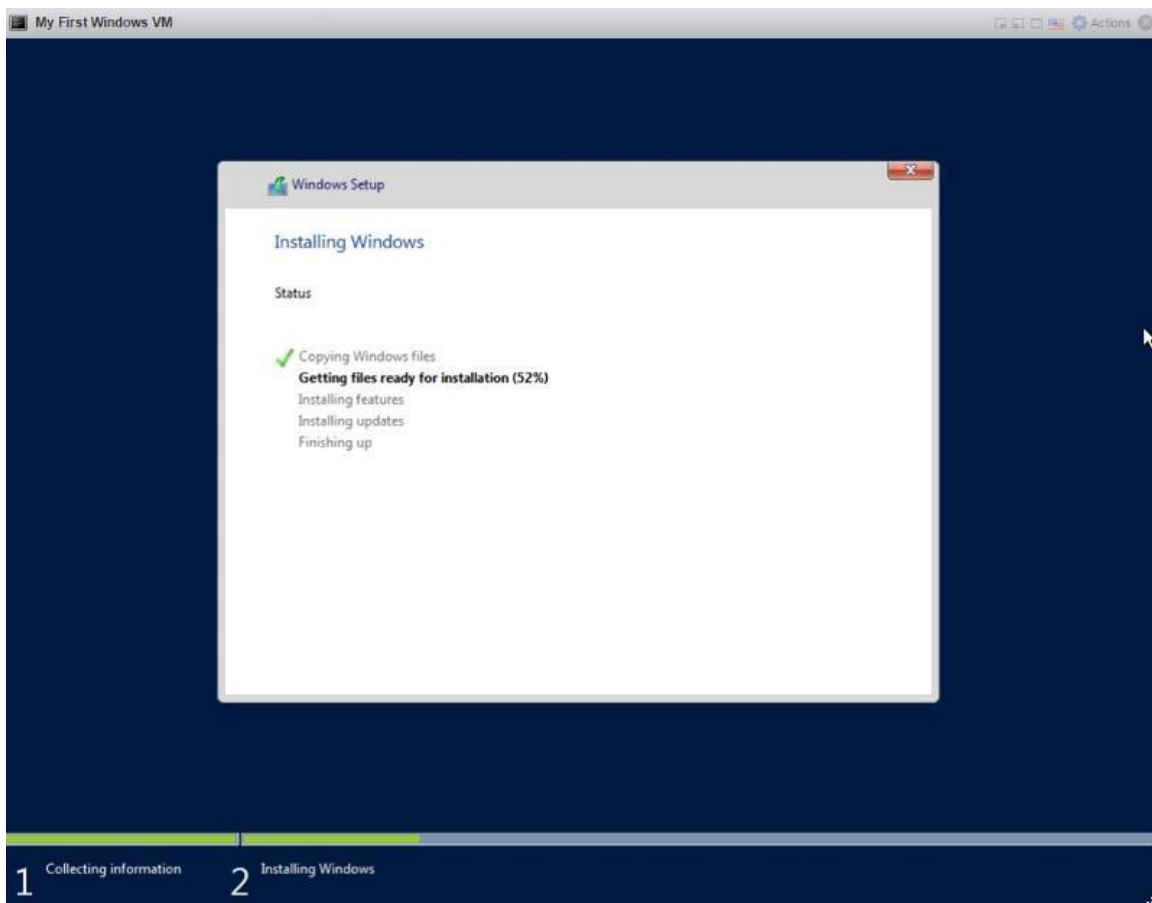 My First Windows VM
Actions
Windows Setup
Installing Windows
Status
Copying Windows files
Getting files ready for installation (52%)
Installing features
Installing updates
Finishing up
1 Collecting information
2 Installing Windows